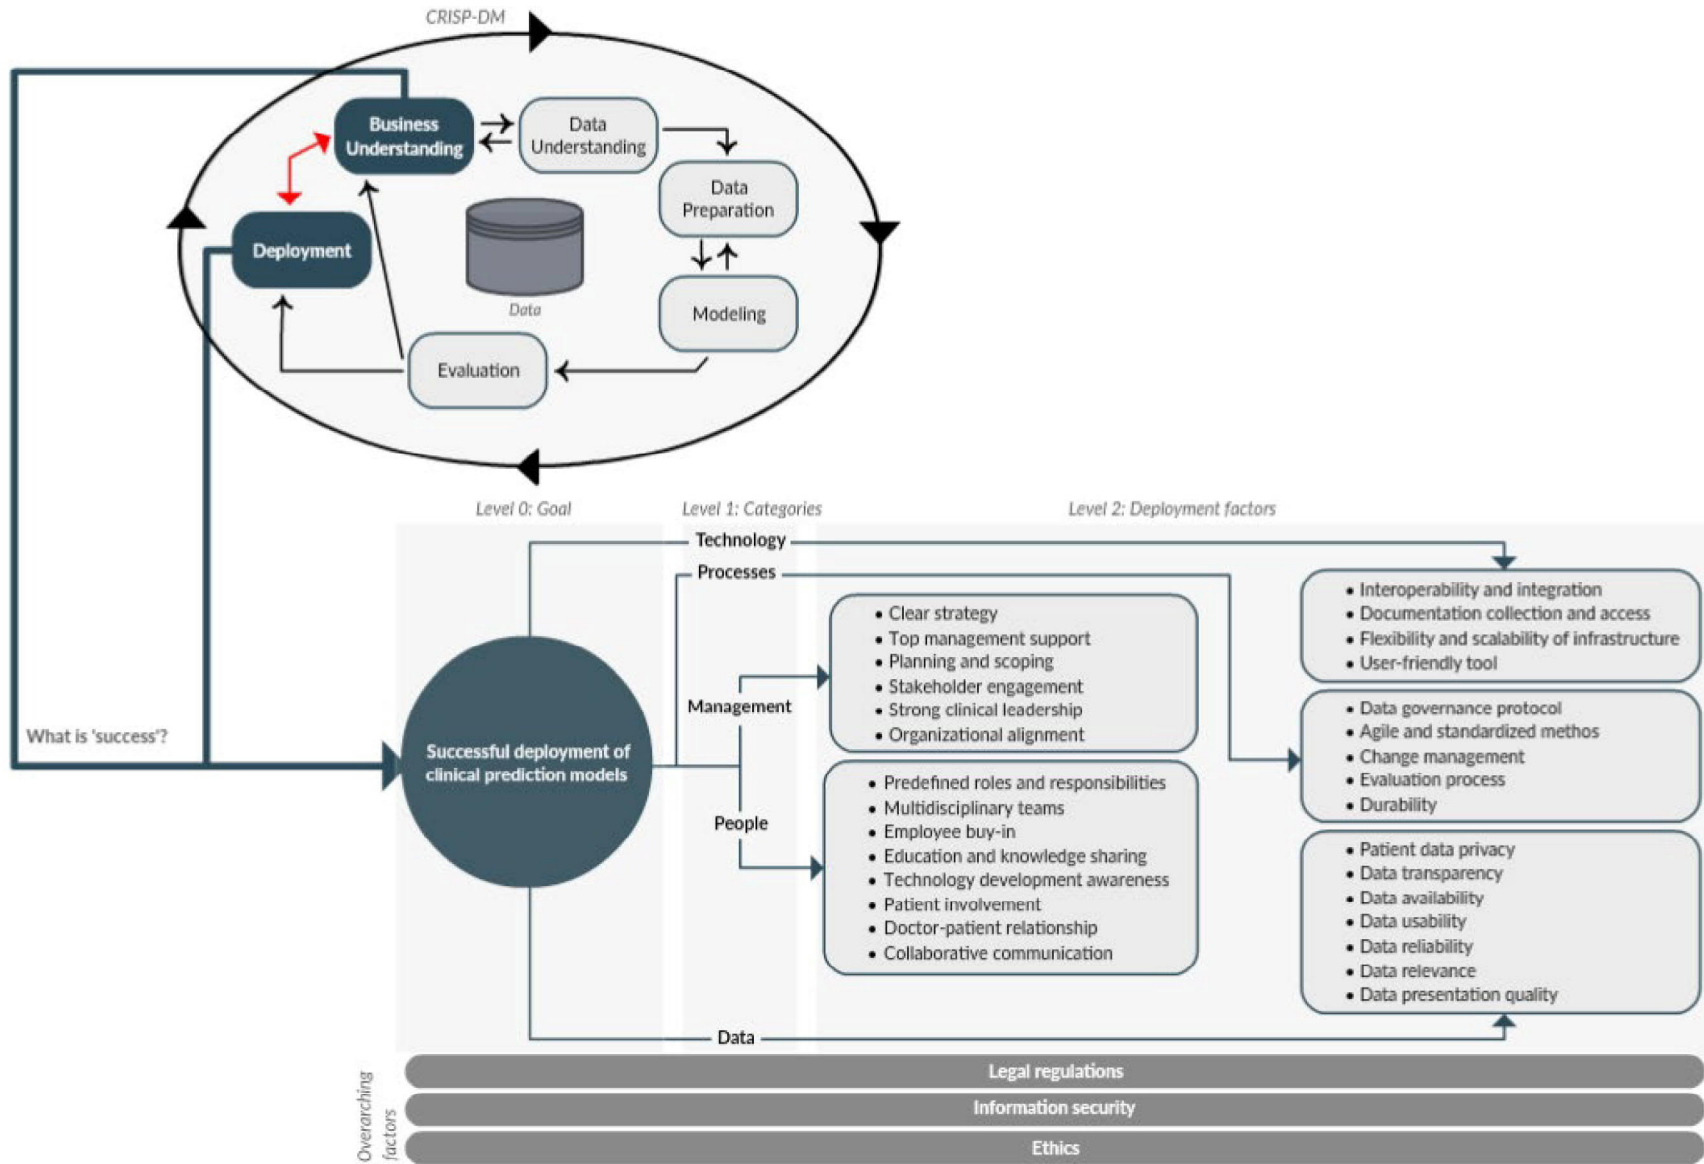 CRISP-DM
Business
Understanding
Data
Understanding
Data
Preparation
Deployment
Data
Modeling
Evaluation
Level 0: Goal
Level 1: Categories
Level 2: Deployment factors
Technology
Processes
• Interoperability and integration
• Documentation collection and access
• Flexibility and scalability of infrastructure
• User-friendly tool
• Clear strategy
• Top management support
• Planning and scoping
• Stakeholder engagement
• Strong clinical leadership
• Organizational alignment
Management
• Data governance protocol
• Agile and standardized methos
• Change management
• Evaluation process
• Durability
What is 'success'?
Successful deployment of
clinical prediction models
People
• Predefined roles and responsibilities
• Multidisciplinary teams
• Employee buy-in
• Education and knowledge sharing
• Technology development awareness
• Patient involvement
• Doctor-patient relationship
• Collaborative communication
• Patient data privacy
• Data transparency
• Data availability
• Data usability
• Data reliability
• Data relevance
• Data presentation quality
Data
Overarching
factors
Legal regulations
Information security
Ethics